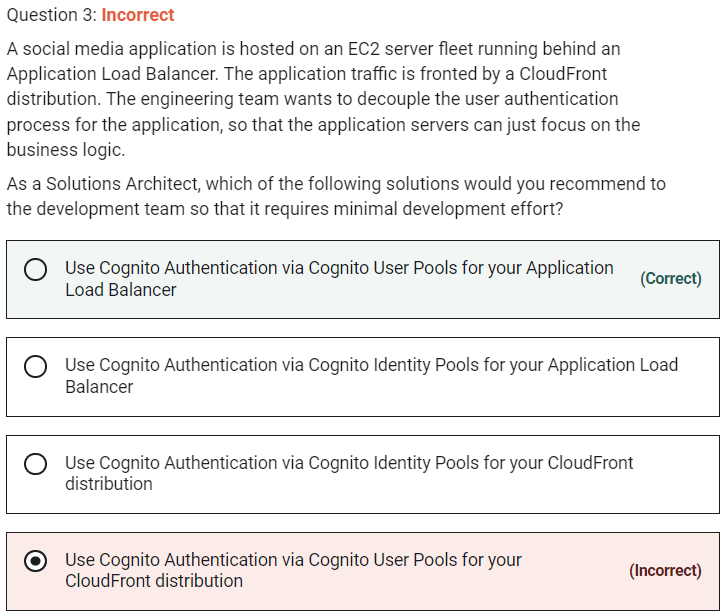 Question 3: Incorrect
A social media application is hosted on an EC2 server fleet running behind an
Application Load Balancer. The application traffic is fronted by a CloudFront
distribution. The engineering team wants to decouple the user authentication
process for the application, so that the application servers can just focus on the
business logic.
As a Solutions Architect, which of the following solutions would you recommend to
the development team so that it requires minimal development effort?
Use Cognito Authentication via Cognito User Pools for your Application
Load Balancer
(Correct)
Use Cognito Authentication via Cognito Identity Pools for your Application Load
Balancer
Use Cognito Authentication via Cognito Identity Pools for your CloudFront
distribution
Use Cognito Authentication via Cognito User Pools for your
CloudFront distribution
(Incorrect)